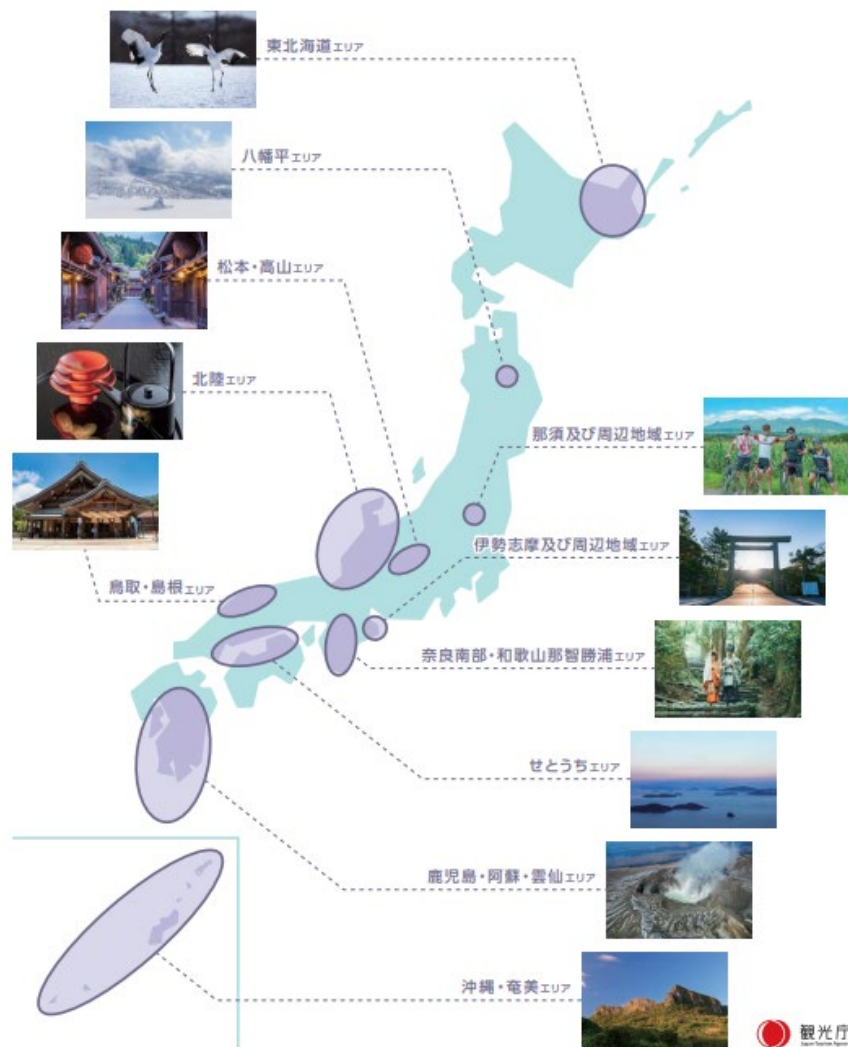 東北海道エリア
八幡平エリア
松本・高山エリア
北陸エリア
那須及び周辺地域エリア
伊勢志摩及び周辺地域エリア
鳥取・島根エリア
奈良南部・和歌山那智勝浦エリア
せとうちエリア
鹿児島・阿蘇・雲仙エリア
沖縄・奄美エリア
観光庁
Japan Tourism Agency